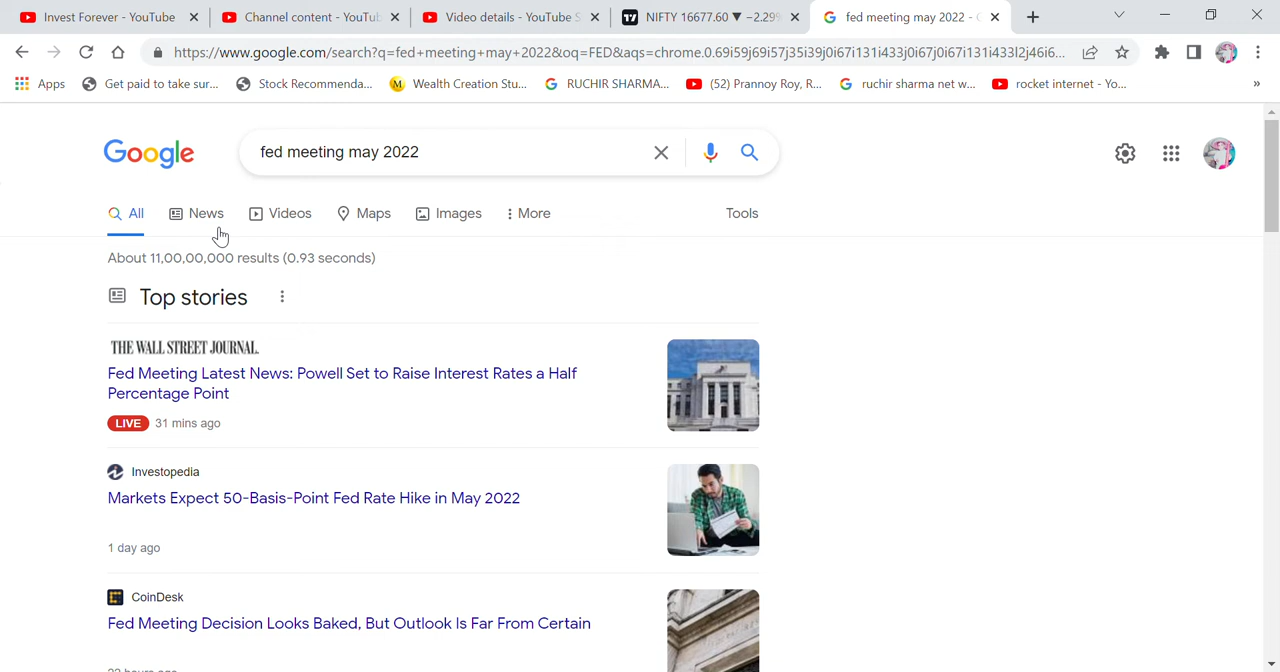 Invest Forever - YouTube
Channel content - YouTu
Video details - YouTube S
NIFTY 16677.60 ▼ −2.29%
fed meeting may 2022 - G
https://www.google.com/search?q=fed+meeting+may+2022&oq=FED&aqs=chrome.0.69i59j69i57j35i39j0i67i131i433j0i67j0i67i131i433l2j46i6...
Apps
Get paid to take sur...
Stock Recommenda...
M Wealth Creation Stu...
RUCHIR SHARMA...
(52) Prannoy Roy, R...
ruchir sharma net w...
rocket internet - Yo...
»
Google
fed meeting may 2022
All
News
Videos
Maps
Images
More
Tools
About 11,00,00,000 results (0.93 seconds)
Top stories
THE WALL STREET JOURNAL.
Fed Meeting Latest News: Powell Set to Raise Interest Rates a Half
Percentage Point
LIVE 31 mins ago
Investopedia
Markets Expect 50-Basis-Point Fed Rate Hike in May 2022
1 day ago
CoinDesk
Fed Meeting Decision Looks Baked, But Outlook Is Far From Certain